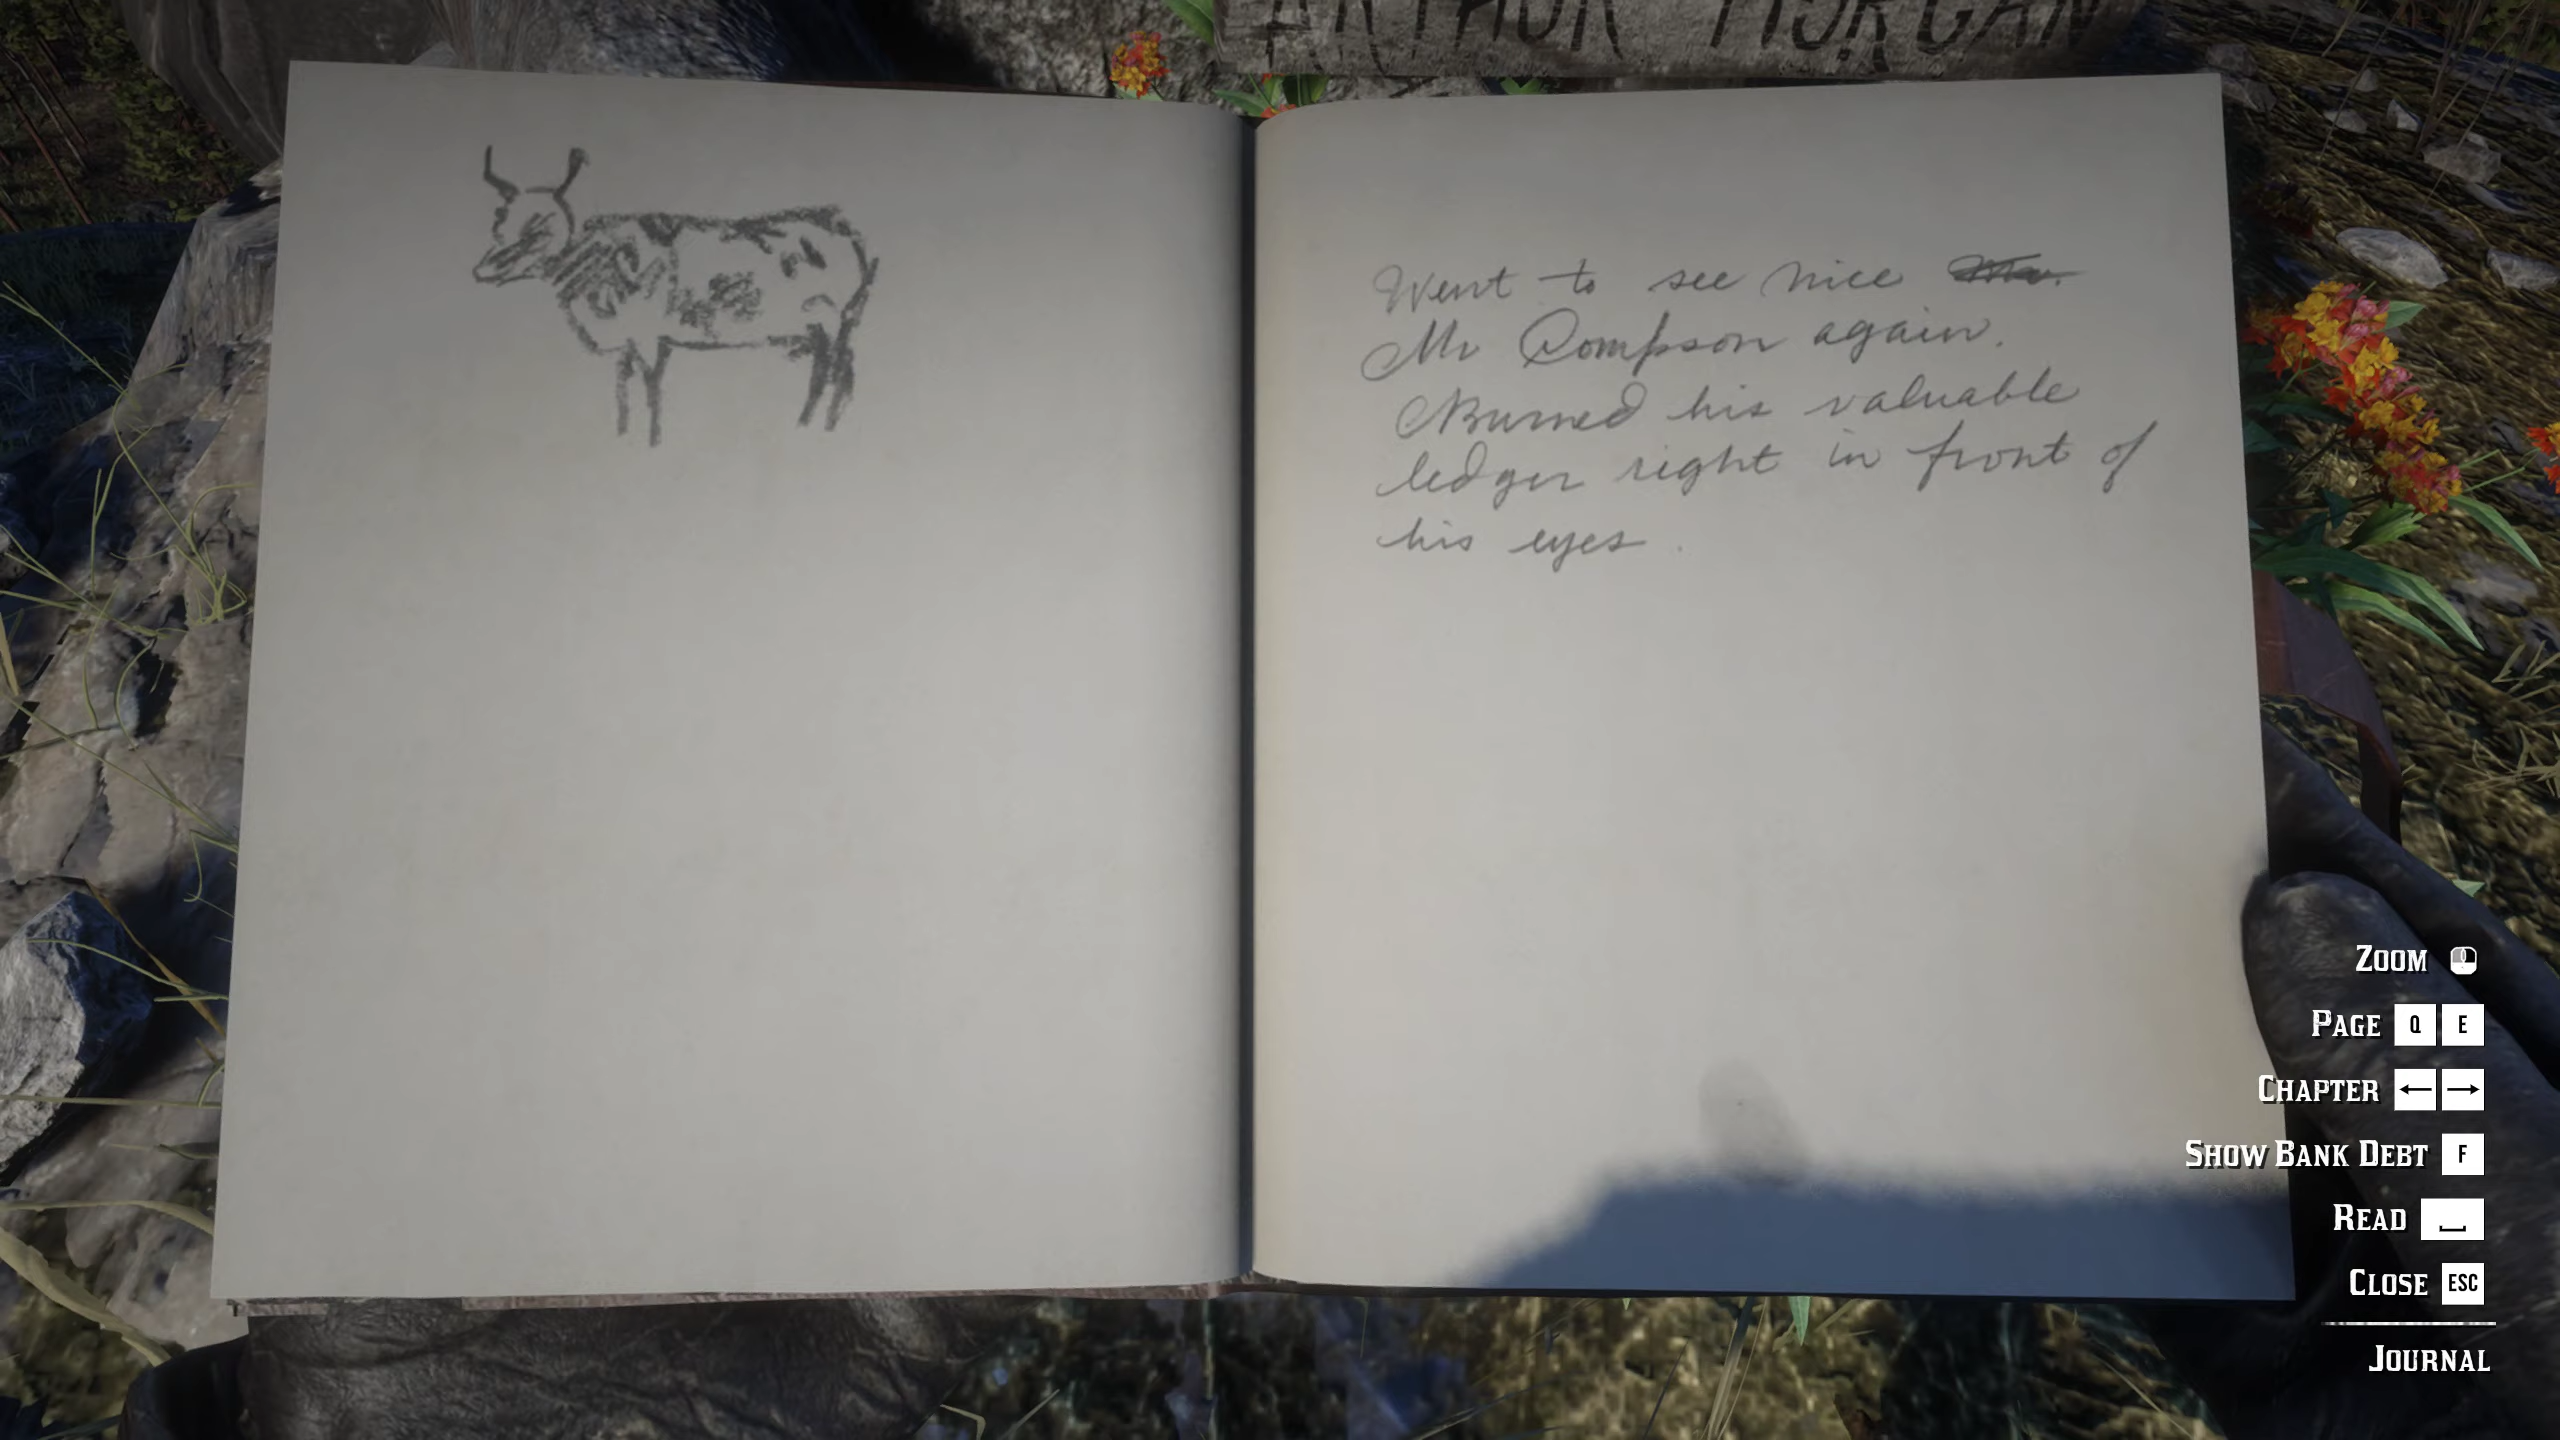 ARTHUR MORGAN
Went to see nice
Mr Compson again.
Burned his valuable
ledger right in front of
his eyes.
ZOOM
PAGE Q E
CHAPTER ← →
SHOW BANK DEBT F
READ
CLOSE ESC
JOURNAL